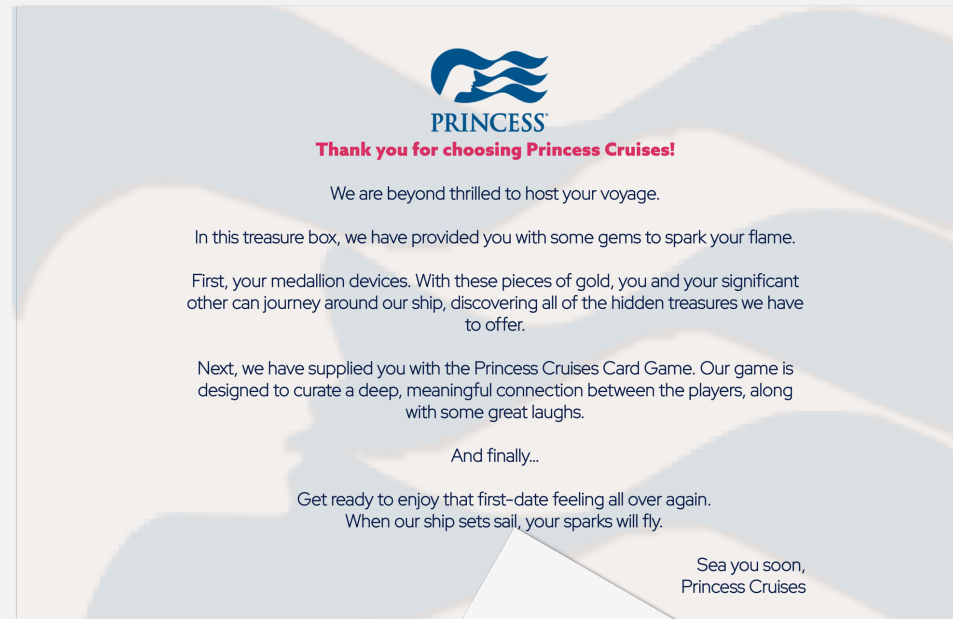 PRINCESS
Thank you for choosing Princess Cruises!
We are beyond thrilled to host your voyage.
In this treasure box, we have provided you with some gems to spark your flame.
First, your medallion devices. With these pieces of gold, you and your significant
other can journey around our ship, discovering all of the hidden treasures we have
to offer.
Next, we have supplied you with the Princess Cruises Card Game. Our game is
designed to curate a deep, meaningful connection between the players, along
with some great laughs.
And finally...
Get ready to enjoy that first-date feeling all over again.
When our ship sets sail, your sparks will fly.
Sea you soon,
Princess Cruises